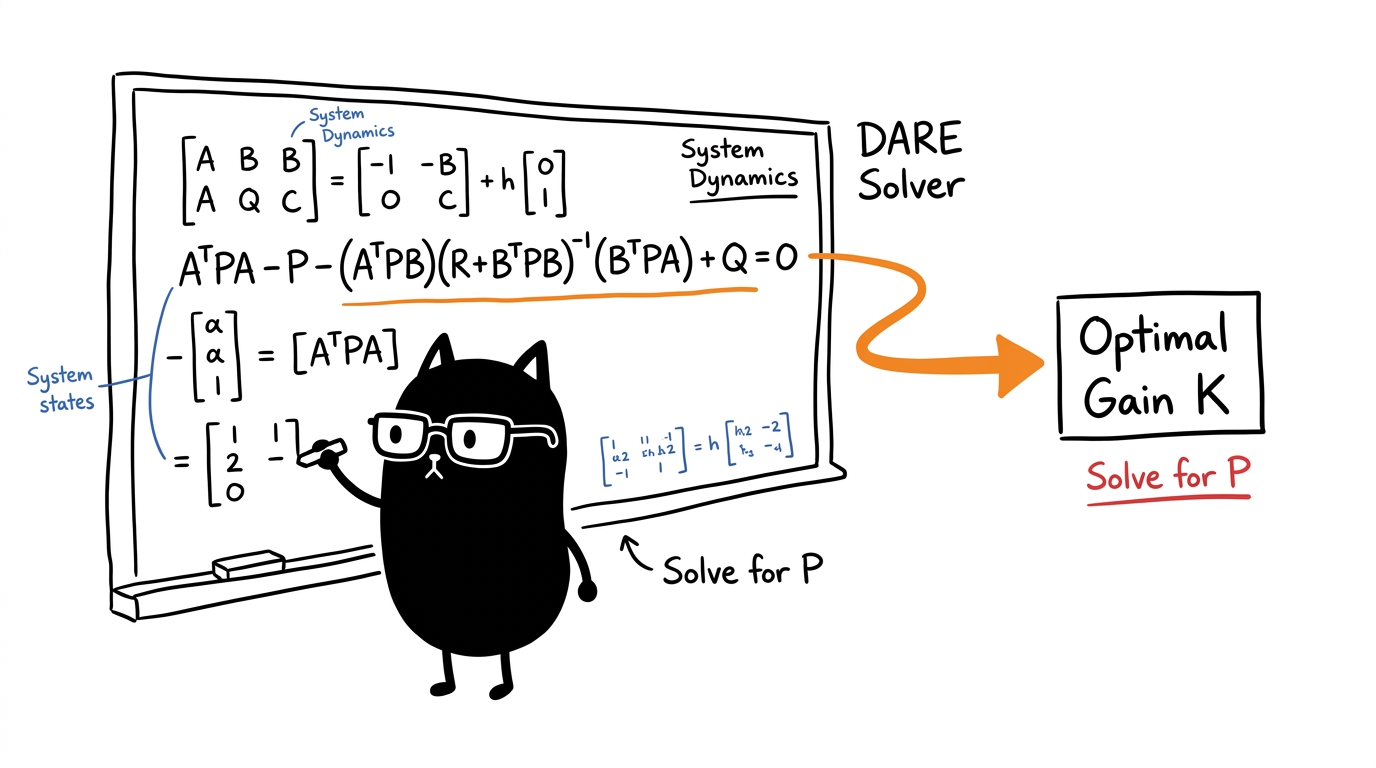 System
Dynamics
[A B B
A Q C] = [-1 -B
0 C] + h [0
1]
System
Dynamics
DARE
Solver
AᵀPA - P - (AᵀPB)(R+BᵀPB)⁻¹(BᵀPA) + Q = 0
- [α
α
1] = [AᵀPA]
System
states
= [1 1
2 -
0]
= h
Optimal
Gain K
Solve for P
Solve for P